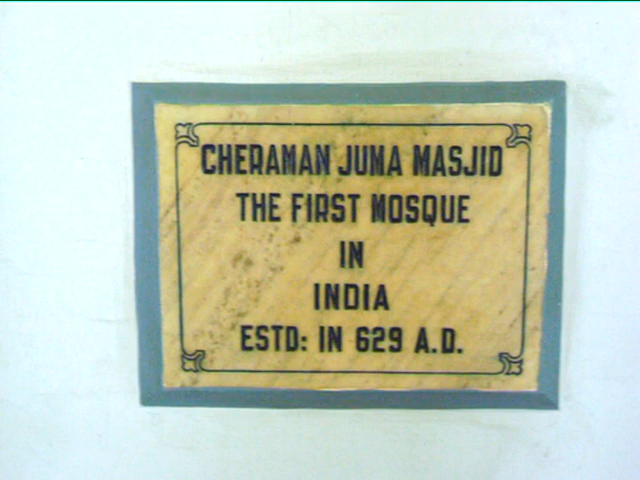 CHERAMAN JUMA MASJID
THE FIRST MOSQUE
IN
INDIA
ESTD: IN 629 A.D.